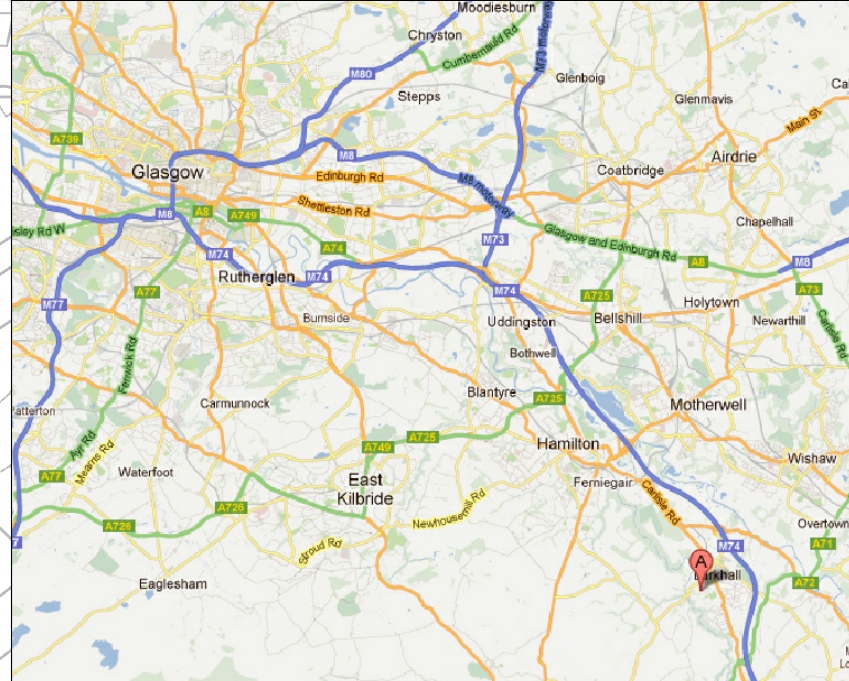 Moodiesburn
Chryston
Cumbernauld Rd
M73 motorway
M80
Glenboig
Stepps
Glenmavis
Main St
A739
M8
Airdrie
Glasgow
Edinburgh Rd
M8 motorway
Coatbridge
Shettleston Rd
A8
A749
M8
Chapelhall
sley Rd W
A74
M73
Glasgow and Edinburgh Rd
A8
M8
M74
Rutherglen
M74
M74
A725
A73
A77
M77
Holytown
Burnside
Uddingston
Bellshill
Newarthill
Carlisle Rd
Bothwell
Fenwick Rd
Blantyre
A725
Patterton
Carmunnock
Motherwell
Ayr Rd
Mearns Rd
A749
A725
Hamilton
Waterfoot
Wishaw
A77
East
Kilbride
Ferniegair
Carlisle Rd
A726
A726
Newhousemill Rd
Overtown
7
Stroud Rd
M74
A71
A
Larkhall
Eaglesham
A72